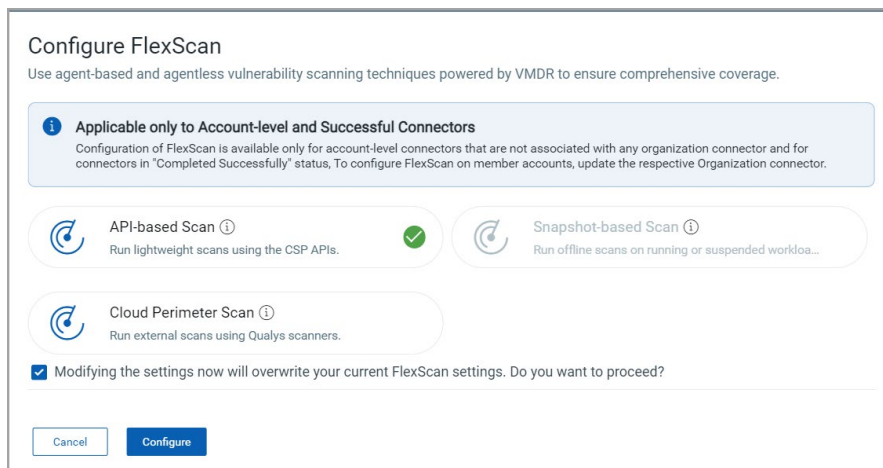 Configure FlexScan
Use agent-based and agentless vulnerability scanning techniques powered by VMDR to ensure comprehensive coverage.
Applicable only to Account-level and Successful Connectors
Configuration of FlexScan is available only for account-level connectors that are not associated with any organization connector and for
connectors in "Completed Successfully" status, To configure FlexScan on member accounts, update the respective Organization connector.
API-based Scan
Run lightweight scans using the CSP APIs.
Snapshot-based Scan
Run offline scans on running or suspended workloa...
Cloud Perimeter Scan
Run external scans using Qualys scanners.
Modifying the settings now will overwrite your current FlexScan settings. Do you want to proceed?
Cancel
Configure